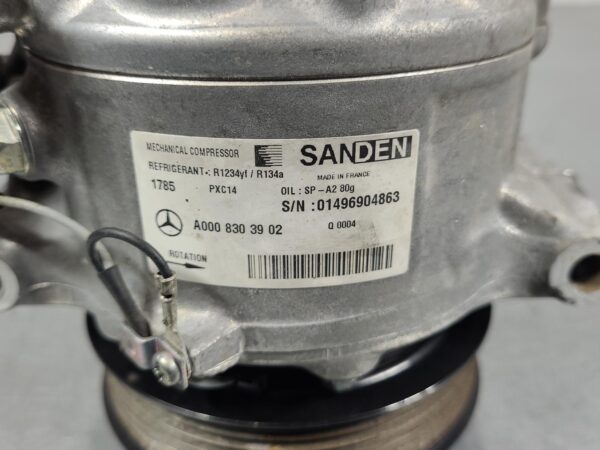 MECHANICAL COMPRESSOR SANDEN
REFRIGERANT: R1234yf / R134a MADE IN FRANCE
1785 PXC14 OIL : SP-A2 80g
S/N :01496904863
A000 830 39 02 Q 0004
ROTATION